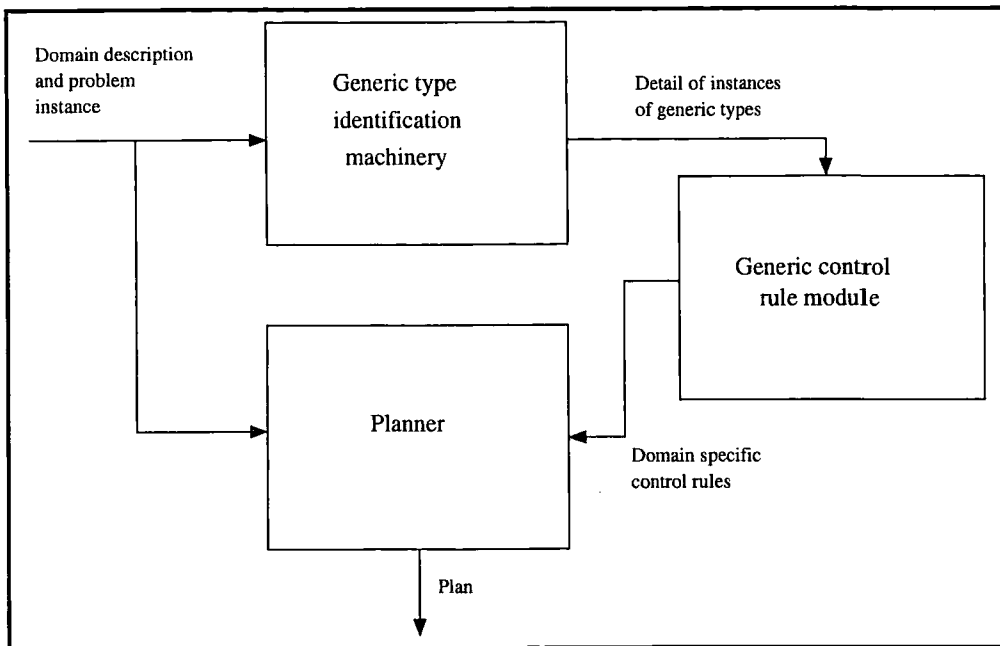 Domain description
and problem
instance
Generic type
identification
machinery
Detail of instances
of generic types
Generic control
rule module
Planner
Domain specific
control rules
Plan